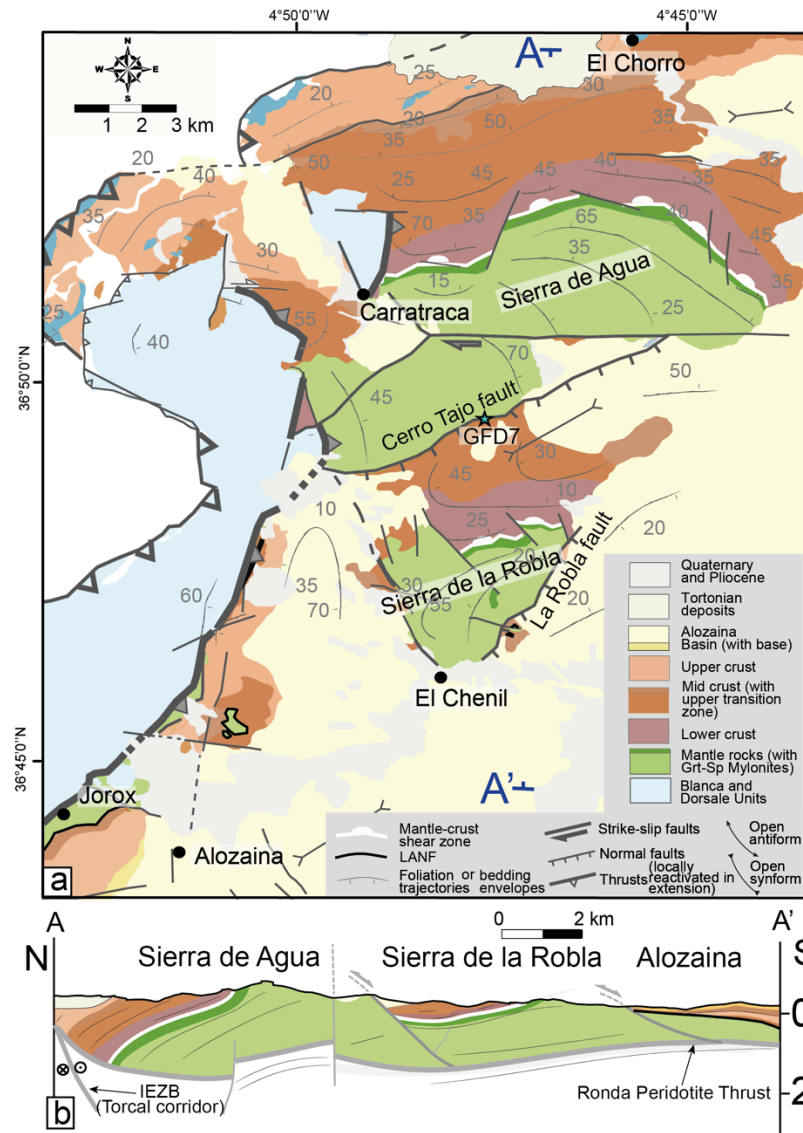 4°50'0"W
4°45'0"W
N
W E
S
1 2 3 km
A
El Chorro
25
20
30
20
50
35
35
50
45
40
35
20
40
25
45
35
70
35
65
40
35
30
15
35
45
Sierra de Agua
35
25
55
Carratraca
25
40
36°50'0"N
70
50
45
Cerro Tajo fault
GFD7
30
45
10
10
25
20
20
35
30
60
Sierra de la Robla
55
20
70
La Robla fault
El Chenil
36°45'0"N
A'
Jorox
Alozaina
Quaternary
and Pliocene
Tortonian
deposits
Alozaina
Basin (with base)
Upper crust
Mid crust (with
upper transition
zone)
Lower crust
Mantle rocks (with
Grt-Sp Mylonites)
Blanca and
Dorsale Units
Mantle-crust
shear zone
LANF
Foliation or bedding
trajectories envelopes
Strike-slip faults
Normal faults
(locally
reactivated in
extension)
Thrusts
Open
antiform
Open
synform
a
A
0 2 km
A'
N
Sierra de Agua
Sierra de la Robla
Alozaina
S
0
IEZB
(Torcal corridor)
Ronda Peridotite Thrust
2
b